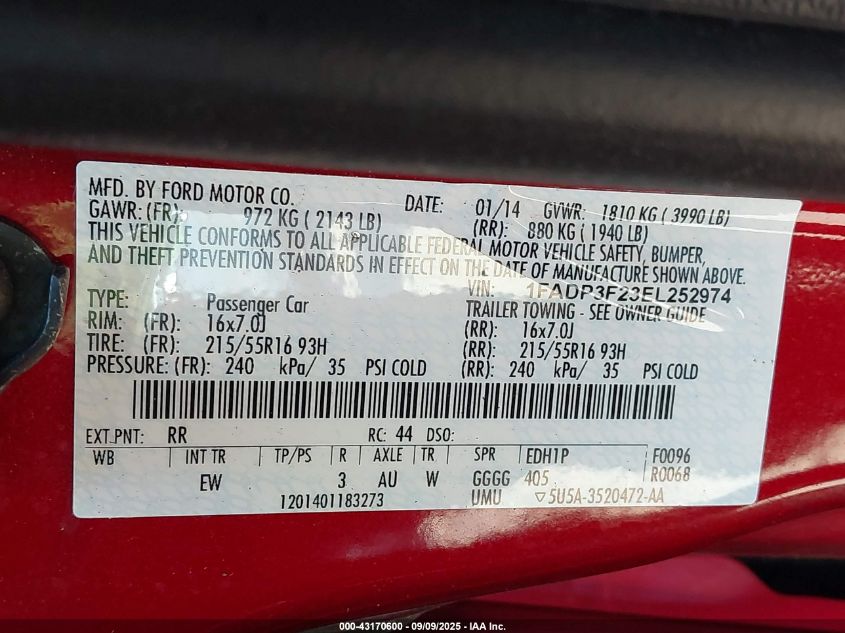 MFD. BY FORD MOTOR CO. DATE: 01/14 GVWR: 1810 KG ( 3990 LB)
GAWR: (FR): 972 KG ( 2143 LB) (RR): 880 KG ( 1940 LB)
THIS VEHICLE CONFORMS TO ALL APPLICABLE FEDERAL MOTOR VEHICLE SAFETY, BUMPER,
AND THEFT PREVENTION STANDARDS IN EFFECT ON THE DATE OF MANUFACTURE SHOWN ABOVE.
VIN: 1FADP3F23EL252974
TYPE: Passenger Car TRAILER TOWING - SEE OWNER GUIDE
RIM: (FR): 16x7.0J (RR): 16x7.0J
TIRE: (FR): 215/55R16 93H (RR): 215/55R16 93H
PRESSURE: (FR): 240 kPa/ 35 PSI COLD (RR): 240 kPa/ 35 PSI COLD
EXT PNT: RR RC: 44 DSO:
WB INT TR TP/PS R AXLE TR SPR EDH1P F0096
EW 3 AU W GGGG 405 R0068
1201401183273 UMU ▽5U5A-3520472-AA
000-43170600 - 09/09/2025 - IAA Inc.